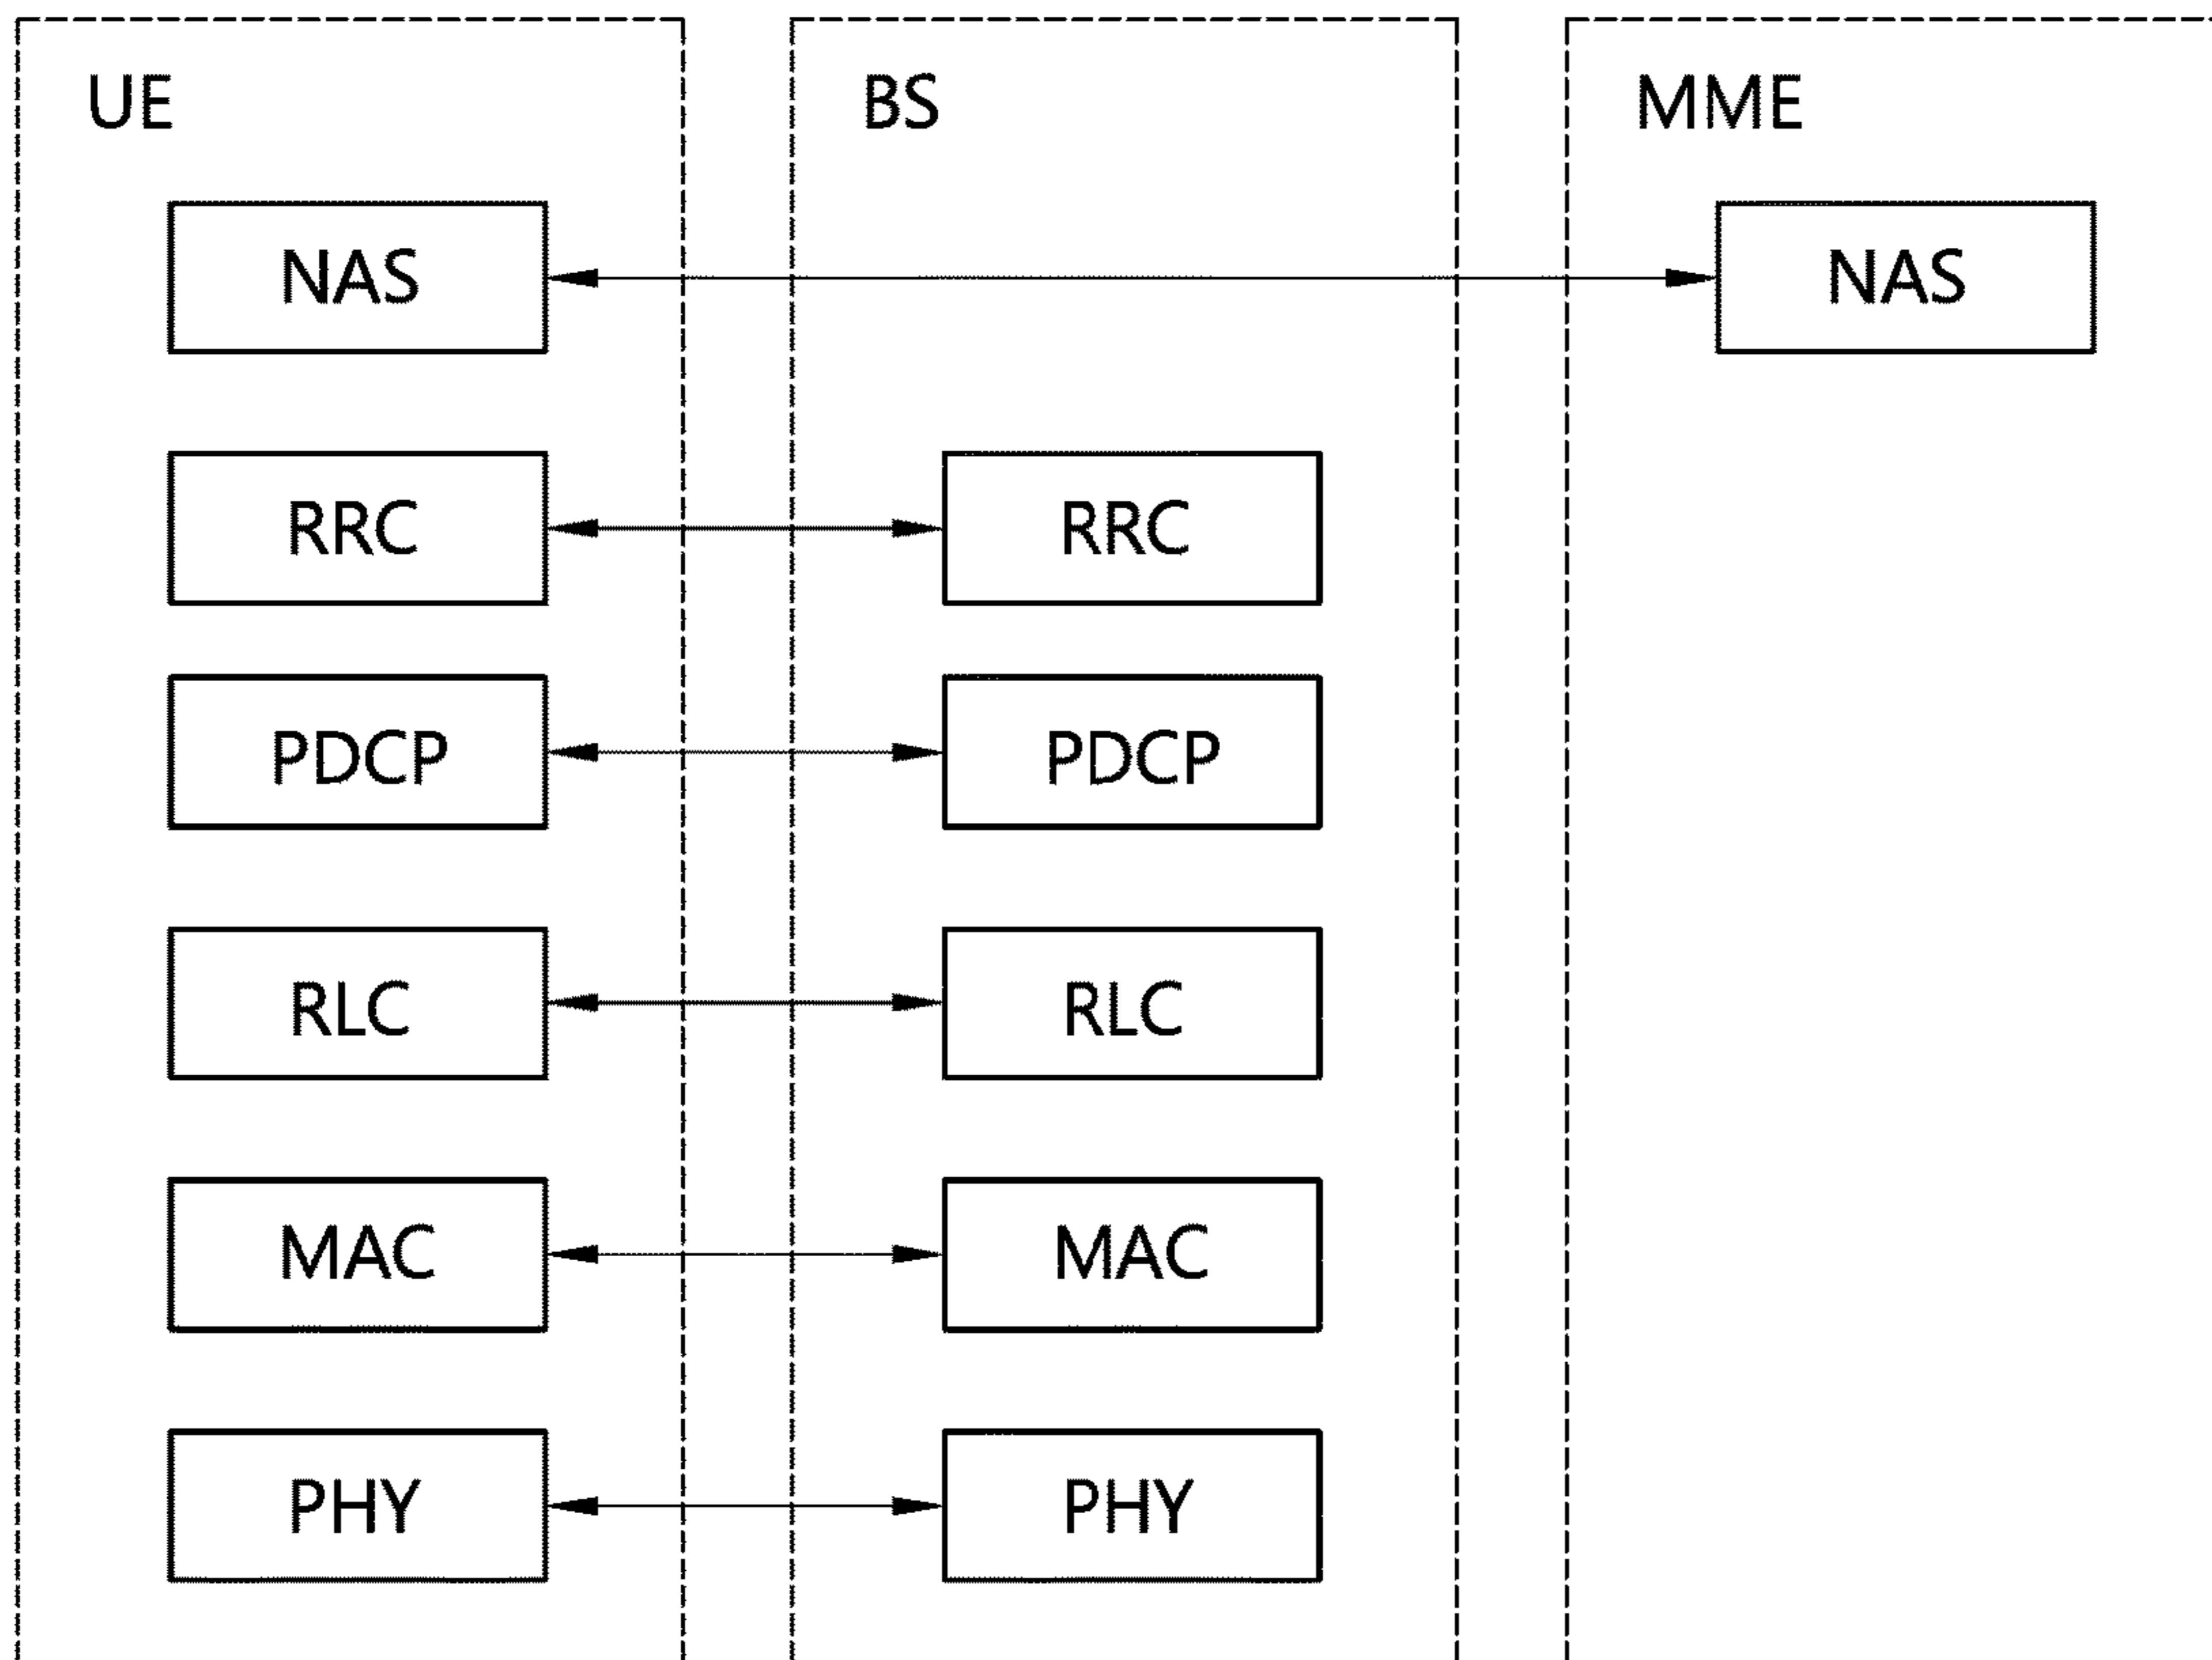 UE BS MME
NAS NAS
RRC RRC
PDCP PDCP
RLC RLC
MAC MAC
PHY PHY